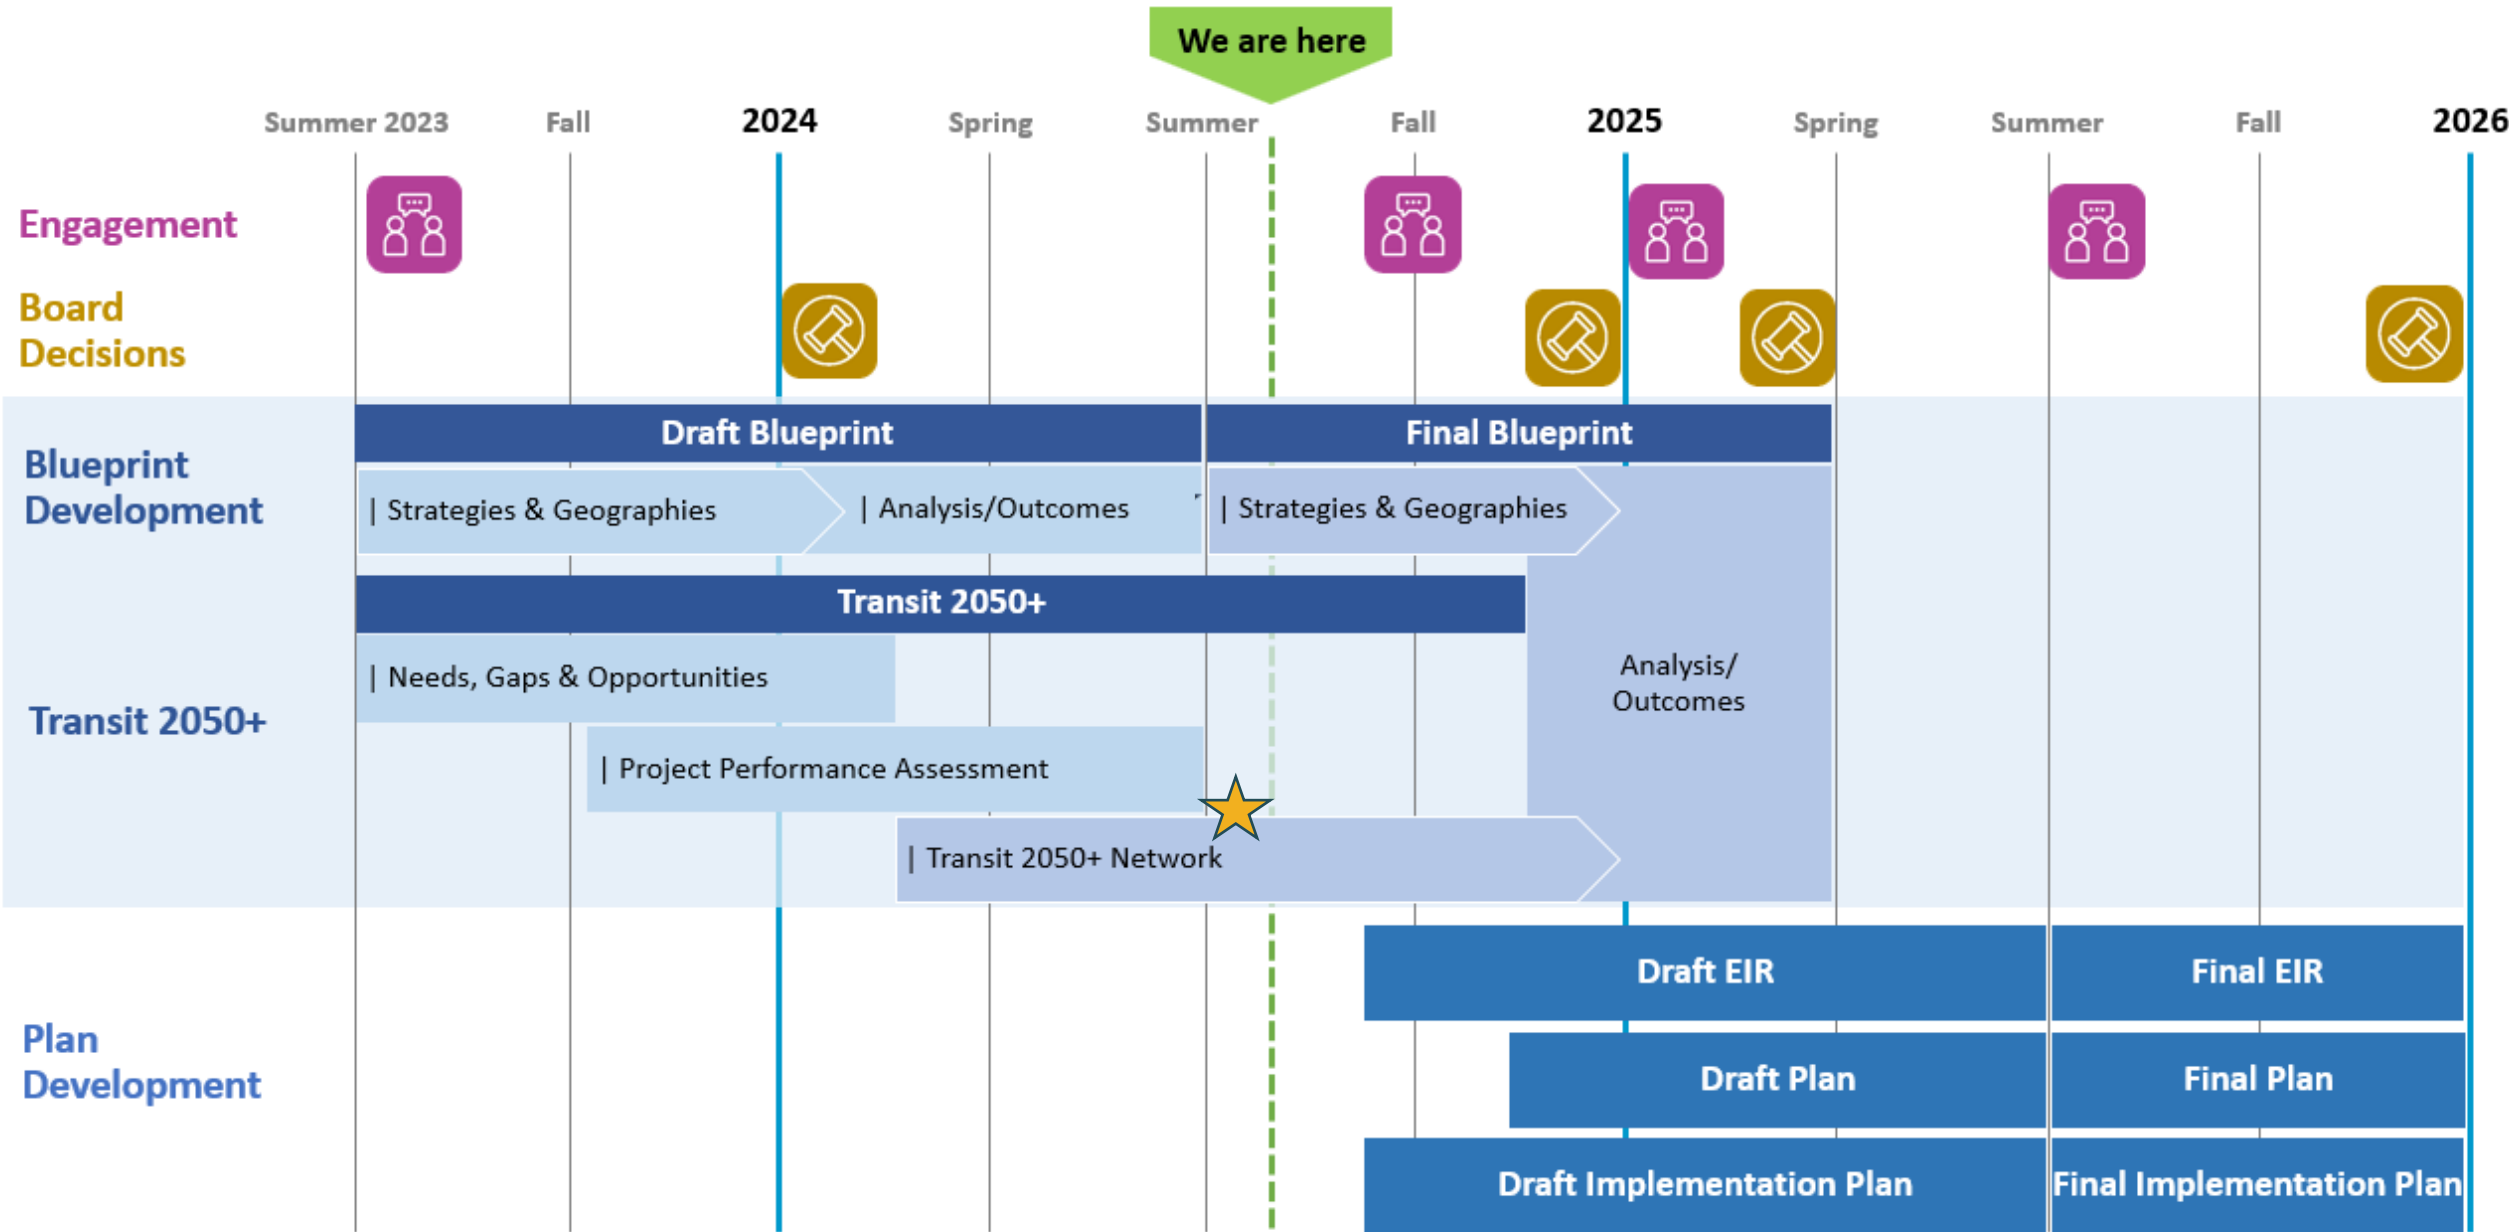 We are here
Summer 2023 Fall 2024 Spring Summer Fall 2025 Spring Summer Fall 2026
Engagement
Board
Decisions
Blueprint
Development
Draft Blueprint
Final Blueprint
| Strategies & Geographies
| Analysis/Outcomes
| Strategies & Geographies
Transit 2050+
Transit 2050+
| Needs, Gaps & Opportunities
| Project Performance Assessment
| Transit 2050+ Network
Analysis/
Outcomes
Plan
Development
Draft EIR
Final EIR
Draft Plan
Final Plan
Draft Implementation Plan
Final Implementation Plan